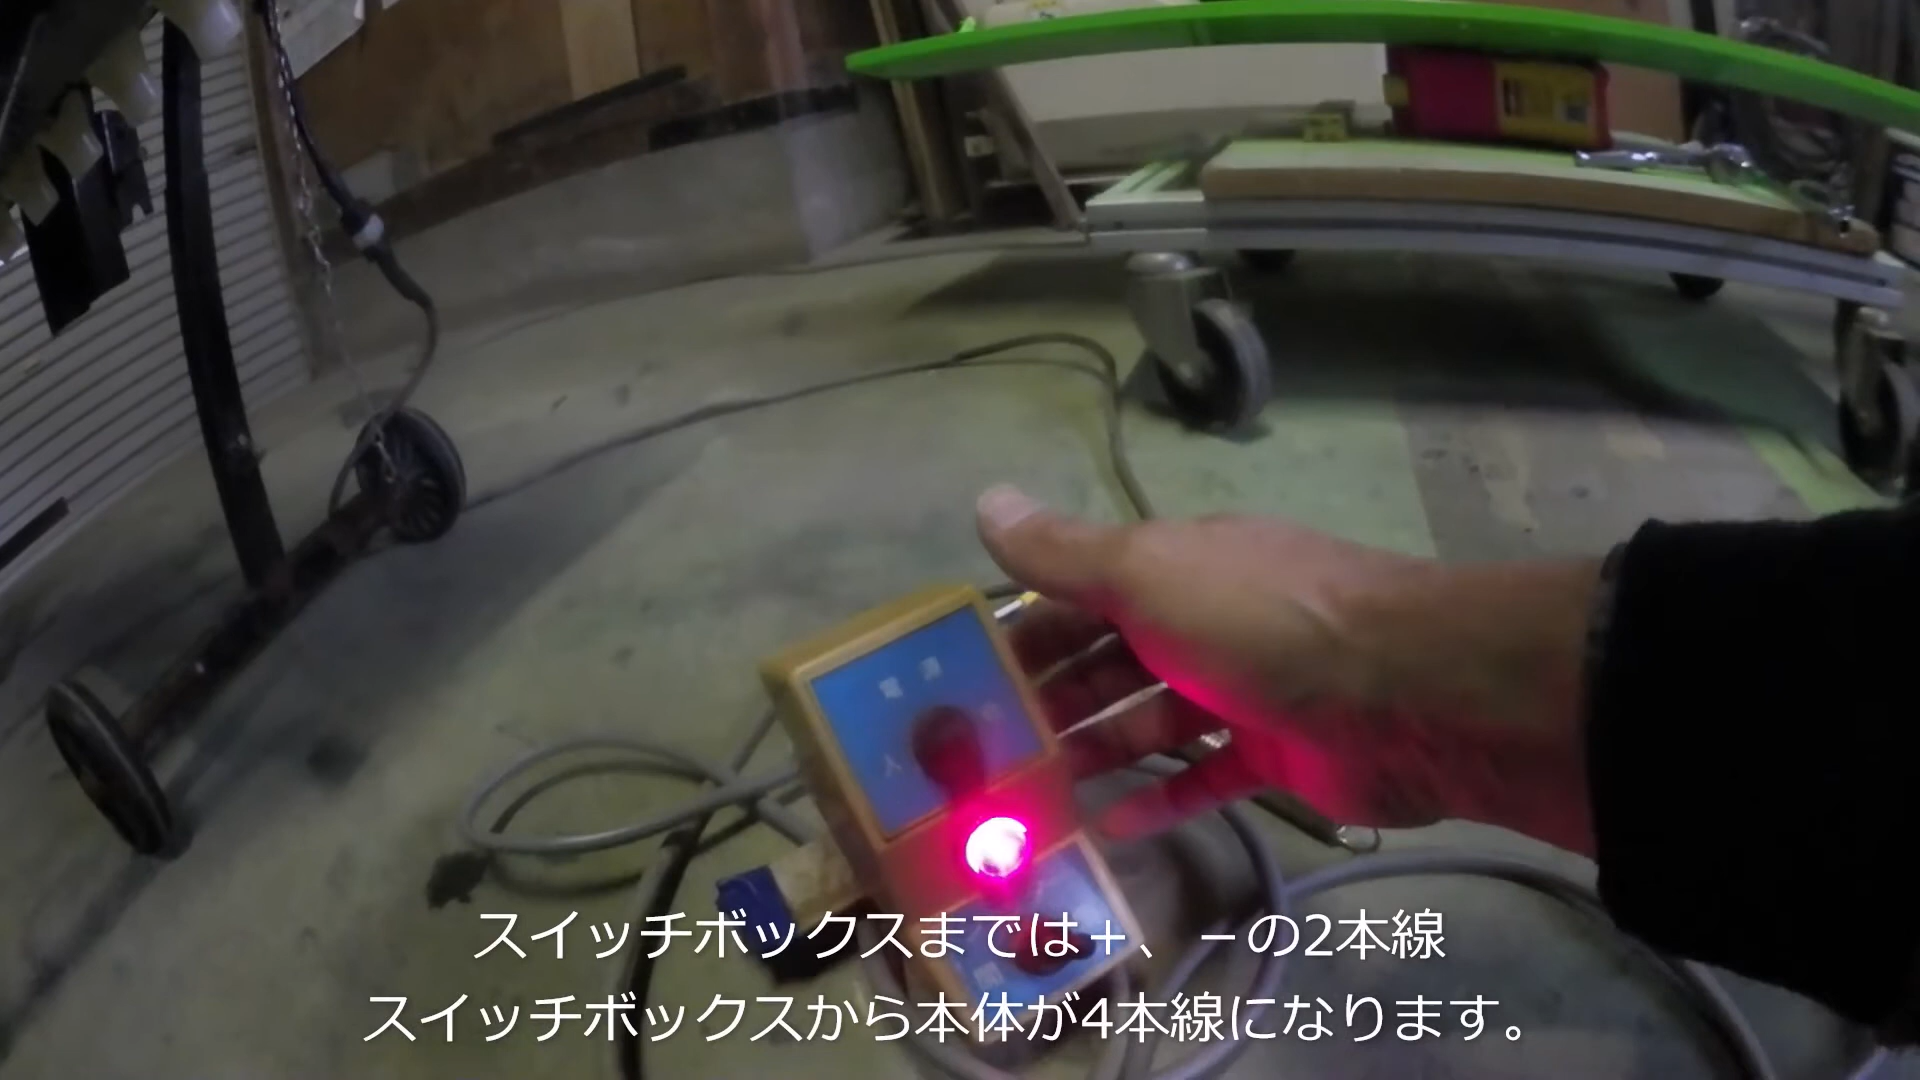 電源
入
スイッチボックスまでは＋、－の2本線
スイッチボックスから本体が4本線になります。